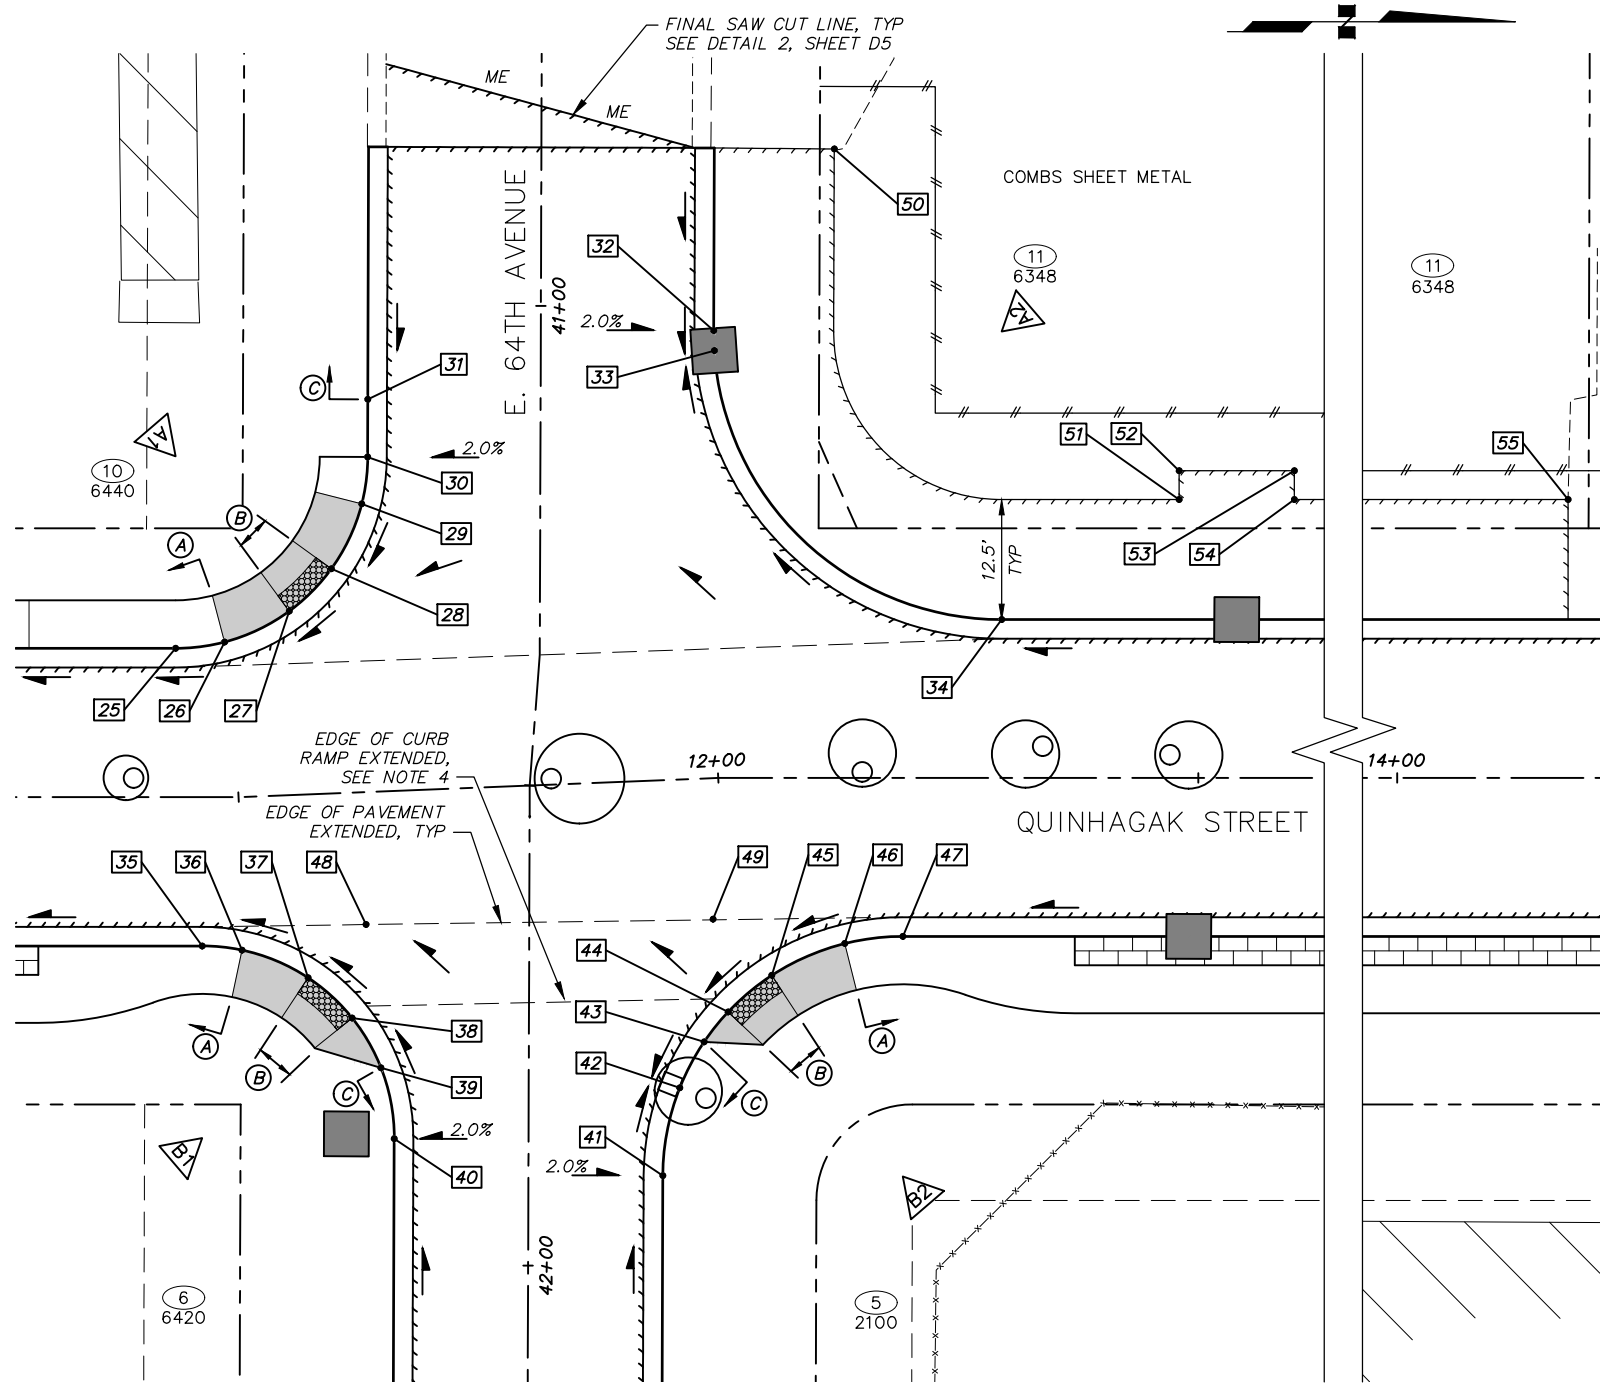 FINAL SAW CUT LINE, TYP
SEE DETAIL 2, SHEET D5
Z
ME
ME
COMBS SHEET METAL
E. 64TH AVENUE
41+00
50
32
11
6348
11
6348
A2
2.0%
33
31
C
A1
10
6440
2.0%
30
51
52
55
B
29
A
53
54
12.5'
TYP
28
25
26
27
34
EDGE OF CURB
RAMP EXTENDED,
SEE NOTE 4
12+00
14+00
EDGE OF PAVEMENT
EXTENDED, TYP
QUINHAGAK STREET
35
36
37
48
49
45
46
47
44
43
38
A
A
42
B
39
B
C
C
B1
2.0%
41
2.0%
40
B2
42+00
6
6420
5
2100